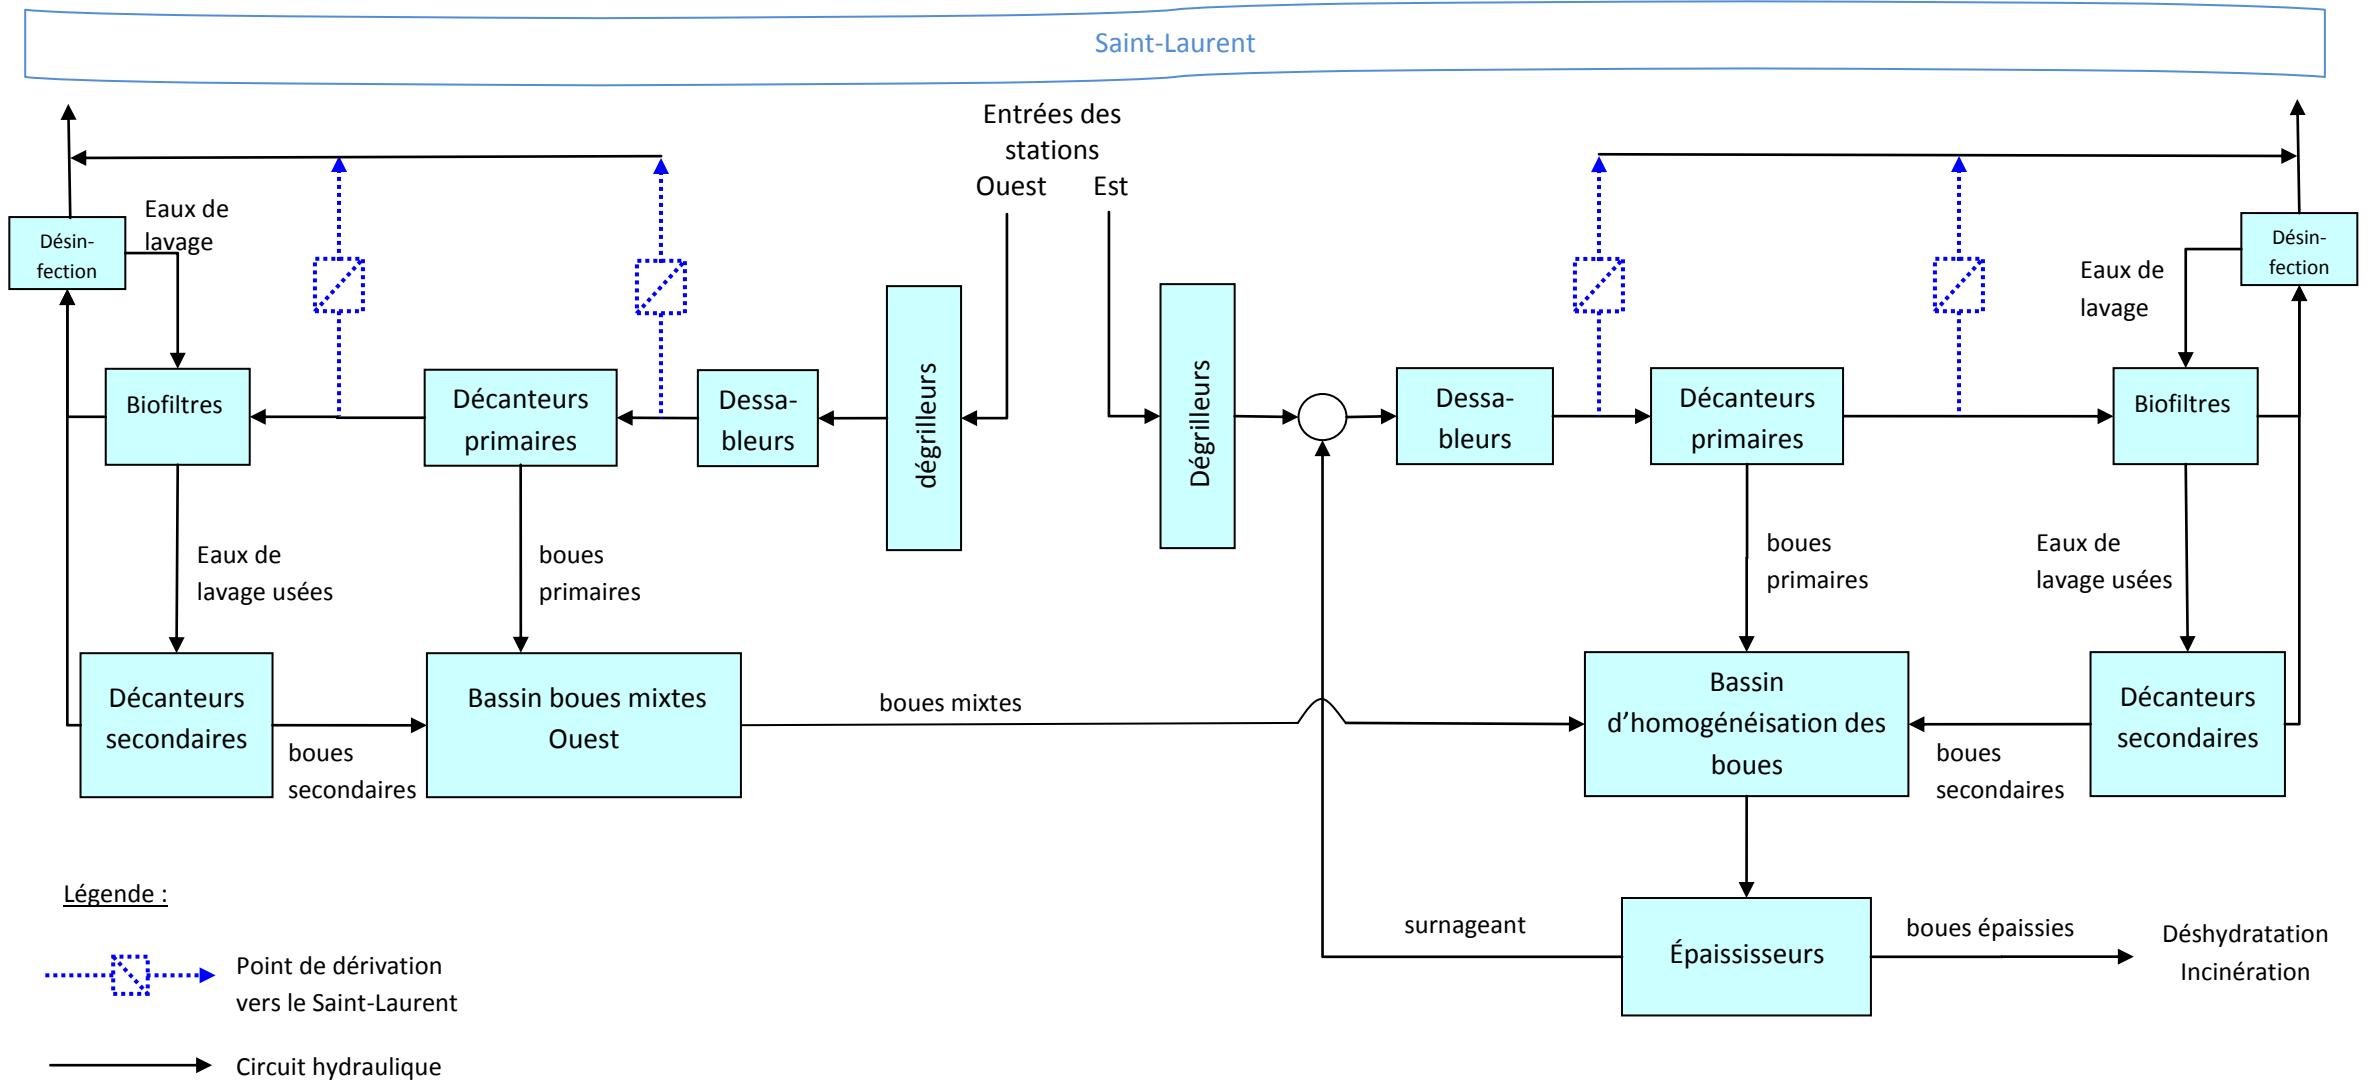 Saint-Laurent
Entrées des
stations
Ouest
Est
Désin-
fection
Eaux de
lavage
Biofiltres
Décanteurs
primaires
Dessa-
bleurs
dégrilleurs
Dégrilleurs
Dessa-
bleurs
Décanteurs
primaires
Eaux de
lavage
Désin-
fection
Biofiltres
Eaux de
lavage usées
boues
primaires
boues
primaires
Eaux de
lavage usées
Décanteurs
secondaires
boues
secondaires
Bassin boues mixtes
Ouest
boues mixtes
Bassin
d’homogénéisation des
boues
boues
secondaires
Décanteurs
secondaires
surnageant
Épaississeurs
boues épaissies
Déshydratation
Incinération
Légende :
Point de dérivation
vers le Saint-Laurent
Circuit hydraulique